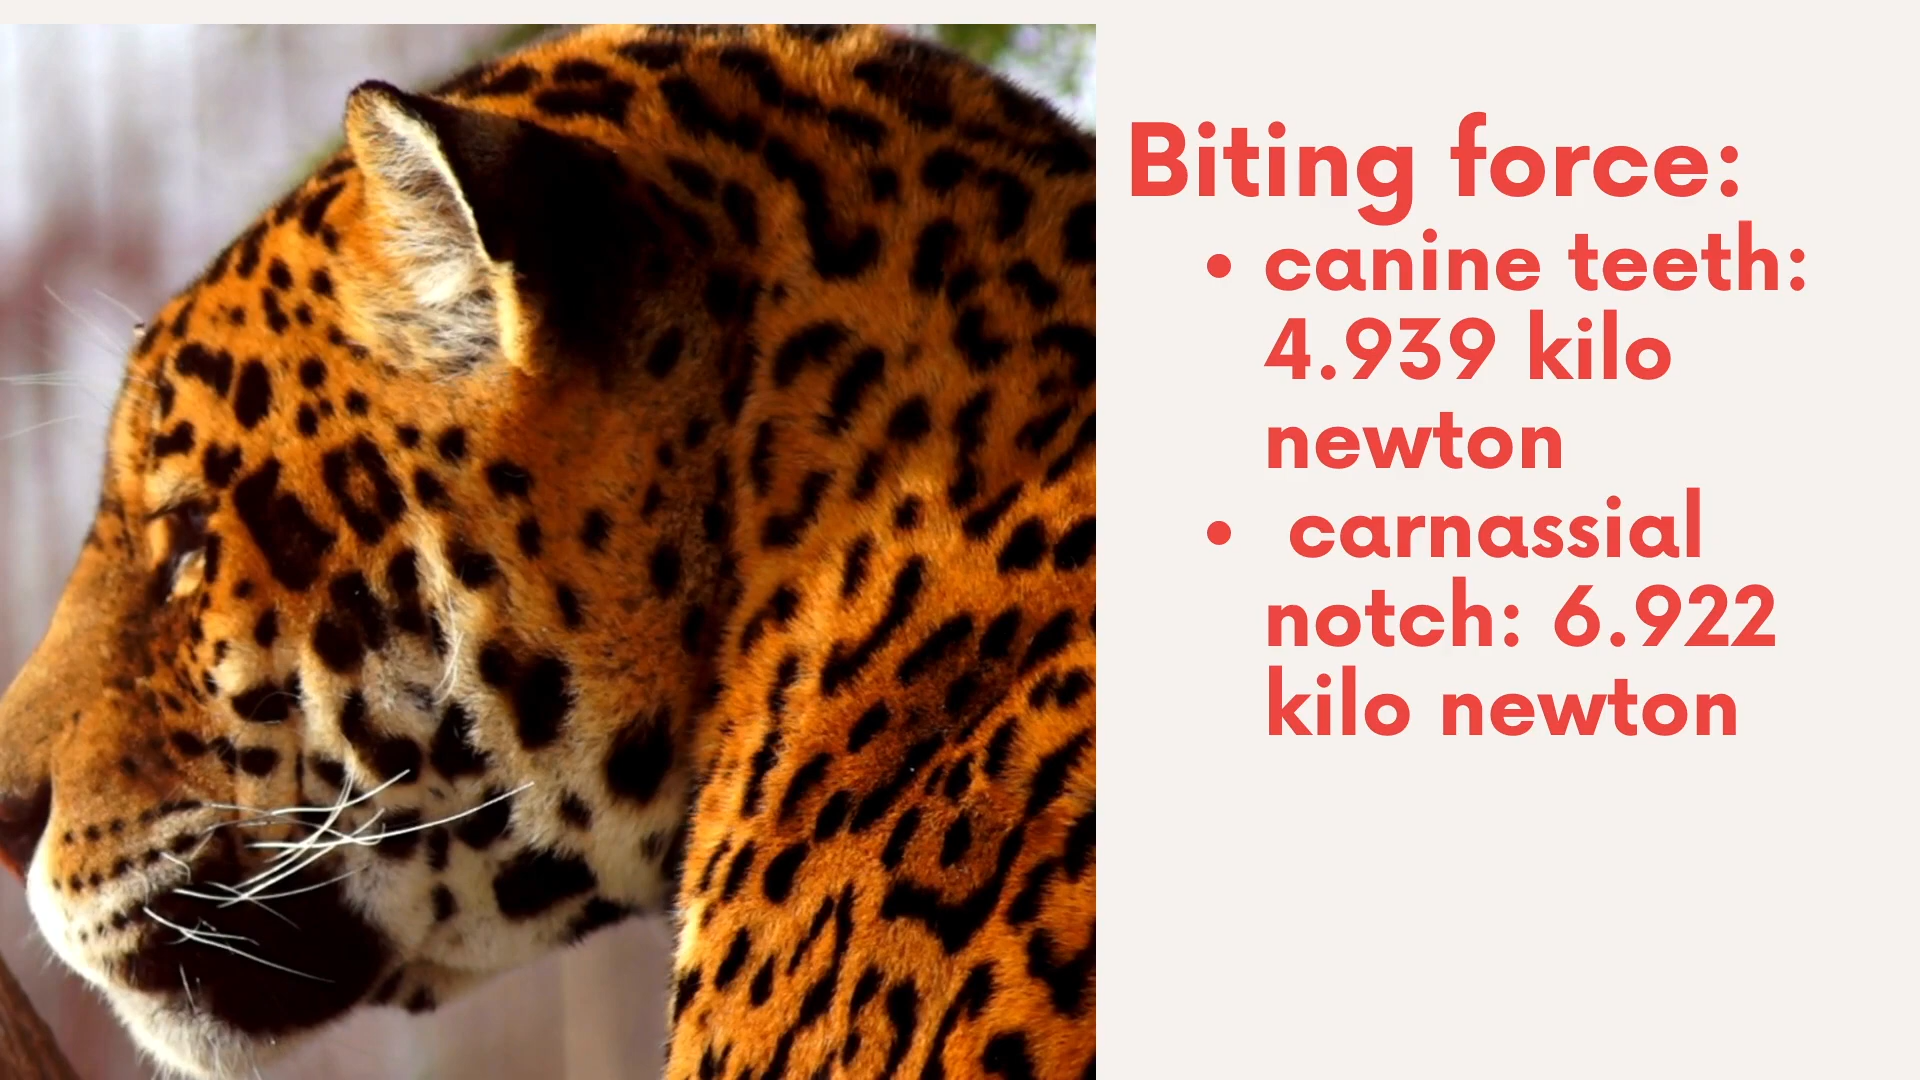 Biting force:
• canine teeth:
4.939 kilo
newton
• carnassial
notch: 6.922
kilo newton